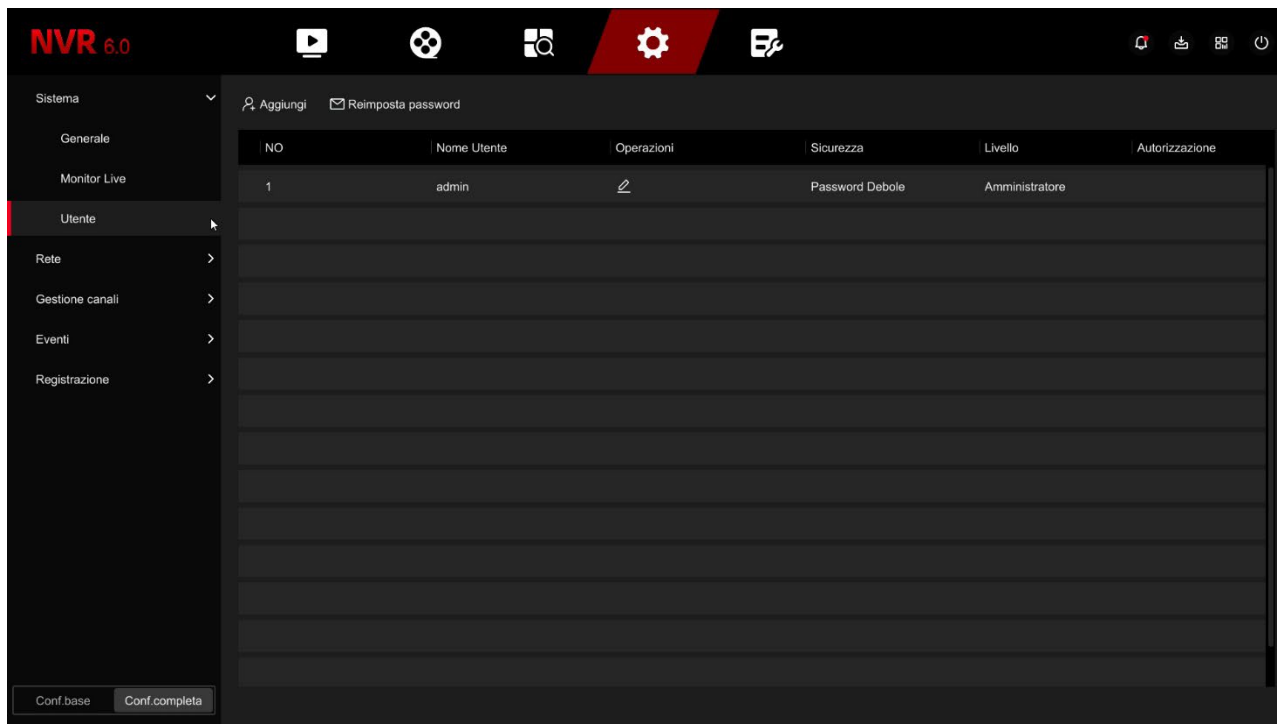 NVR 6.0
Sistema
Aggiungi Reimposta password
Generale
NO Nome Utente Operazioni Sicurezza Livello Autorizzazione
Monitor Live
1 admin Password Debole Amministratore
Utente
Rete
Gestione canali
Eventi
Registrazione
Conf.base Conf.completa